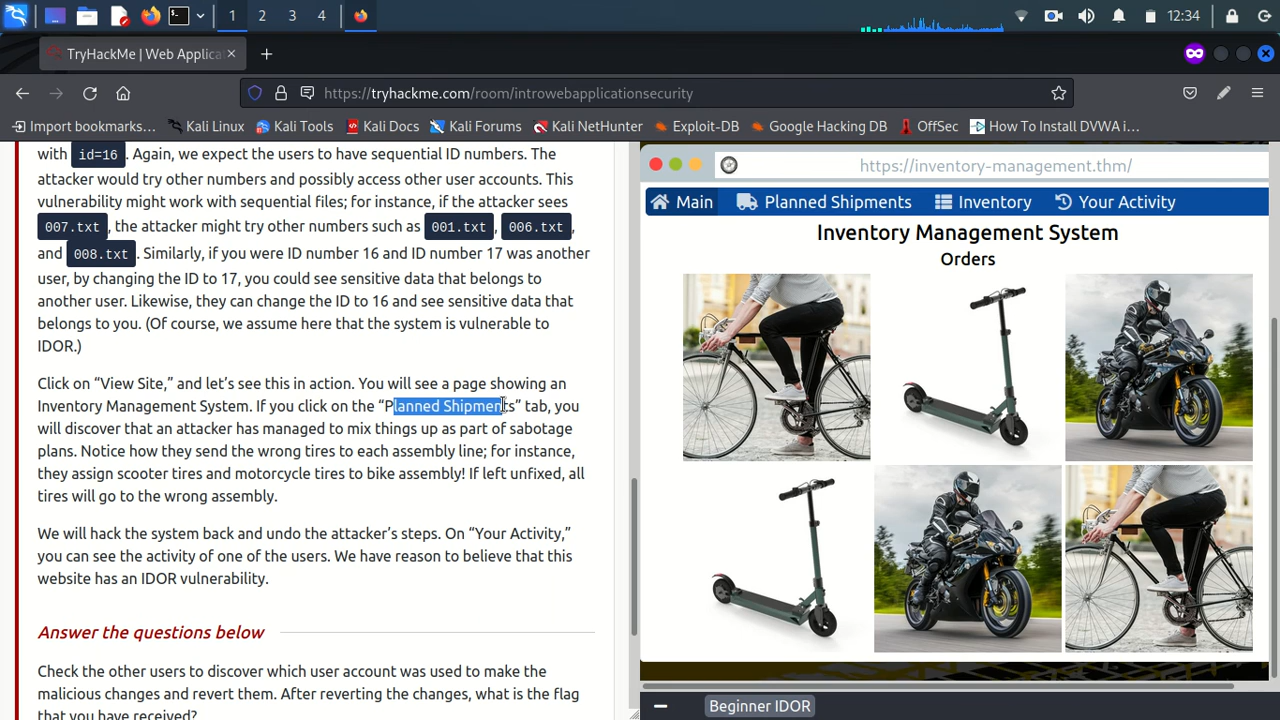 1 2 3 4 12:34
TryHackMe | Web Applica
https://tryhackme.com/room/introwebapplicationsecurity
Import bookmarks… Kali Linux Kali Tools Kali Docs Kali Forums Kali NetHunter Exploit-DB Google Hacking DB OffSec How To Install DVWA i…
with id=16. Again, we expect the users to have sequential ID numbers. The
attacker would try other numbers and possibly access other user accounts. This
vulnerability might work with sequential files; for instance, if the attacker sees
007.txt, the attacker might try other numbers such as 001.txt, 006.txt,
and 008.txt. Similarly, if you were ID number 16 and ID number 17 was another
user, by changing the ID to 17, you could see sensitive data that belongs to
another user. Likewise, they can change the ID to 16 and see sensitive data that
belongs to you. (Of course, we assume here that the system is vulnerable to
IDOR.)
Click on “View Site,” and let’s see this in action. You will see a page showing an
Inventory Management System. If you click on the “Planned Shipments” tab, you
will discover that an attacker has managed to mix things up as part of sabotage
plans. Notice how they send the wrong tires to each assembly line; for instance,
they assign scooter tires and motorcycle tires to bike assembly! If left unfixed, all
tires will go to the wrong assembly.
We will hack the system back and undo the attacker’s steps. On “Your Activity,”
you can see the activity of one of the users. We have reason to believe that this
website has an IDOR vulnerability.
Answer the questions below
Check the other users to discover which user account was used to make the
malicious changes and revert them. After reverting the changes, what is the flag
that you have received?
https://inventory-management.thm/
Main Planned Shipments Inventory Your Activity
Inventory Management System
Orders
Beginner IDOR